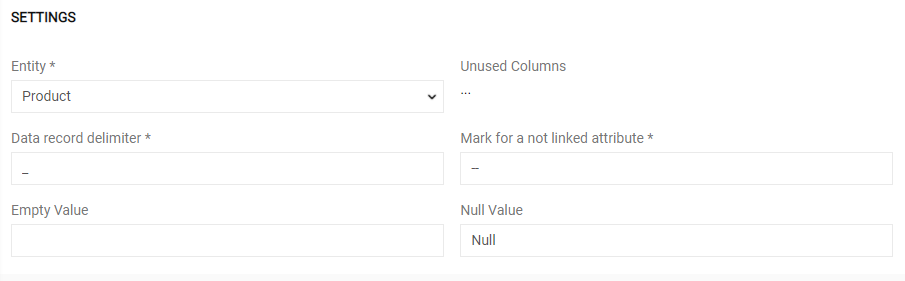 SETTINGS
Entity *
Unused Columns
Product
...
Data record delimiter *
Mark for a not linked attribute *
_
--
Empty Value
Null Value
Null